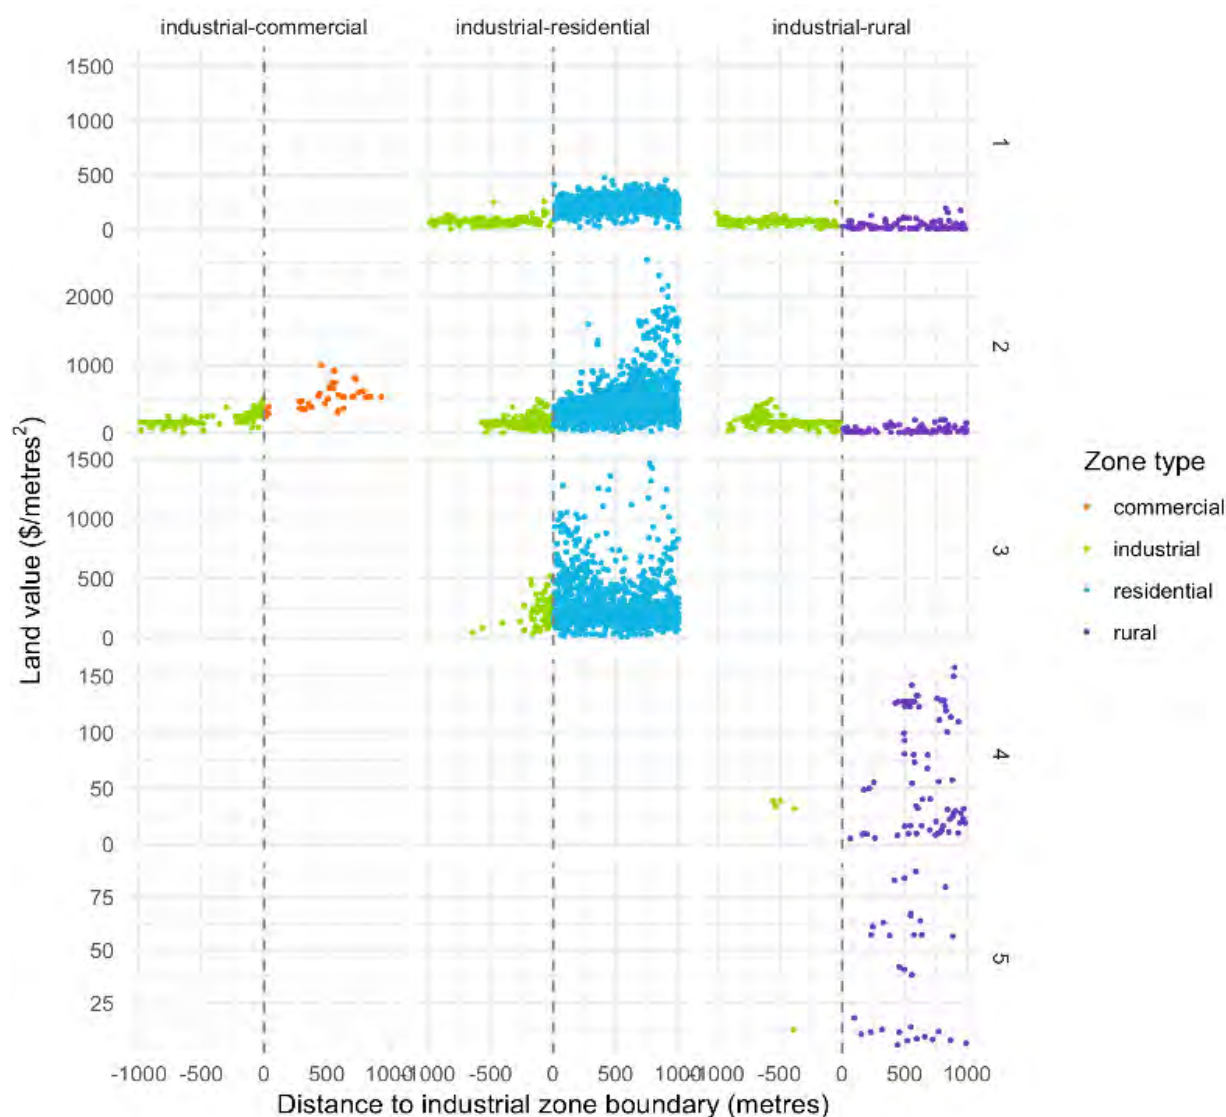 industrial-commercial industrial-residential industrial-rural
1500
1000
500
0
1
2000
1000
0
2
1500
1000
500
0
3
150
100
50
0
4
75
50
25
5
-1000 -500 0 500 1000
-1000 -500 0 500 1000
-1000 -500 0 500 1000
Distance to industrial zone boundary (metres)
Land value ($/metres²)
Zone type
commercial
industrial
residential
rural